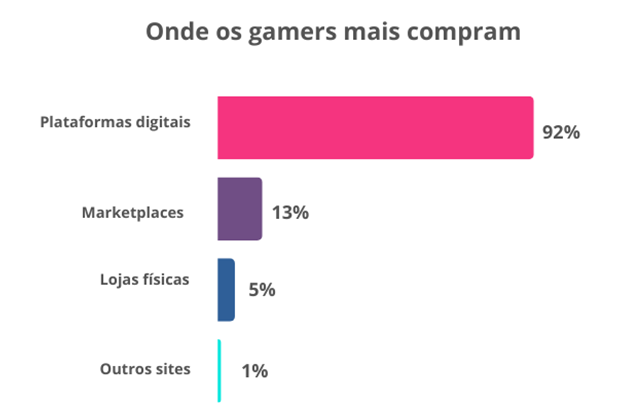 Onde os gamers mais compram
Plataformas digitais
92%
Marketplaces
13%
Lojas físicas
5%
Outros sites
1%